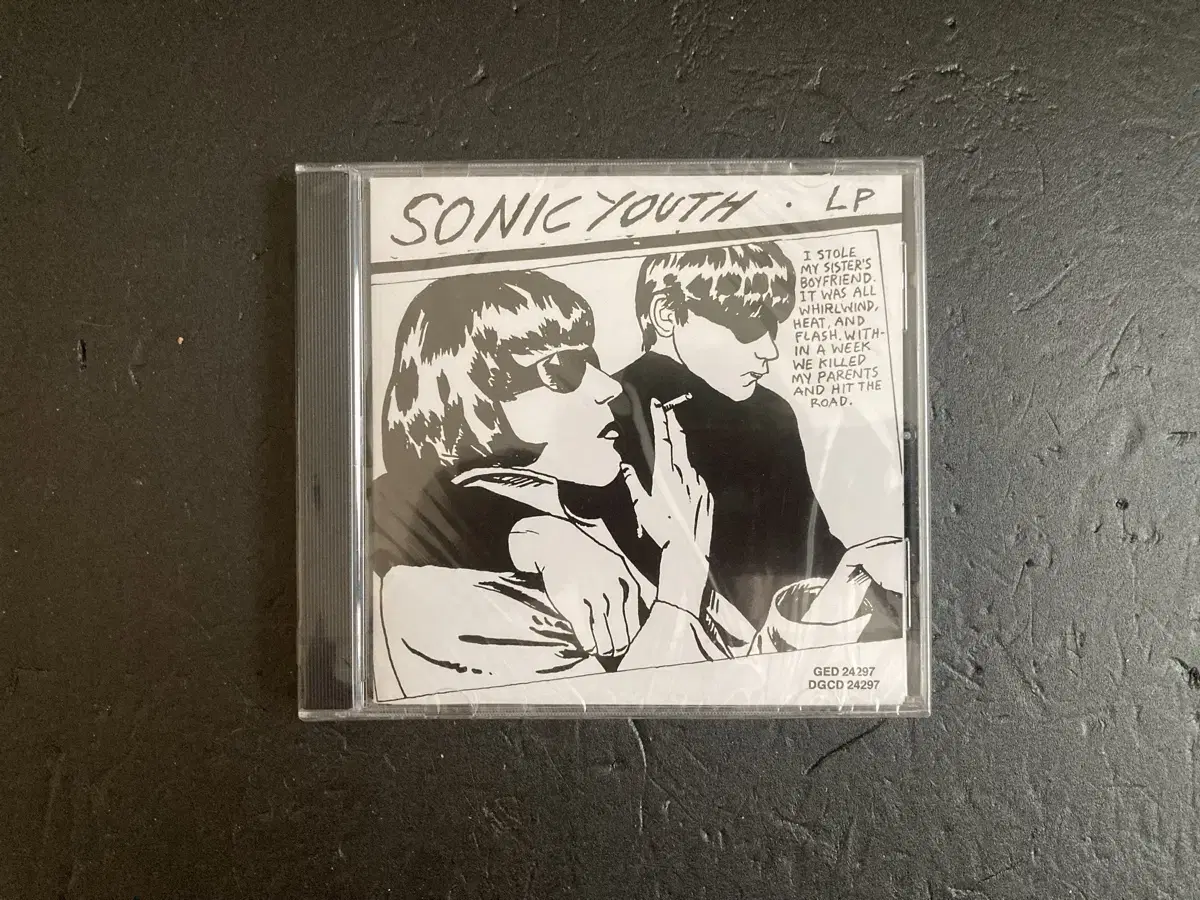 SONIC YOUTH · LP
I STOLE
MY SISTER'S
BOYFRIEND.
IT WAS ALL
WHIRLWIND,
HEAT, AND
FLASH. WITH-
IN A WEEK
WE KILLED
MY PARENTS
AND HIT THE
ROAD.
GED 24297
DGCD 24297